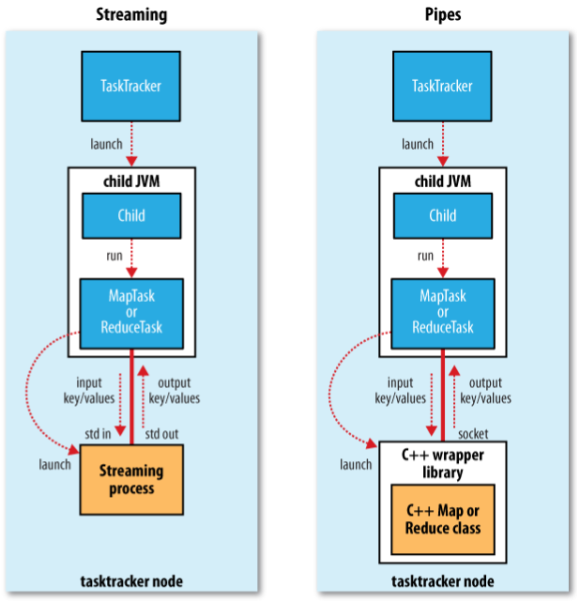 Streaming
TaskTracker
launch
child JVM
Child
run
MapTask
or
ReduceTask
input
key/values
output
key/values
std in
std out
launch
Streaming
process
tasktracker node
Pipes
TaskTracker
launch
child JVM
Child
run
MapTask
or
ReduceTask
input
key/values
output
key/values
socket
launch
C++ wrapper
library
C++ Map or
Reduce class
tasktracker node